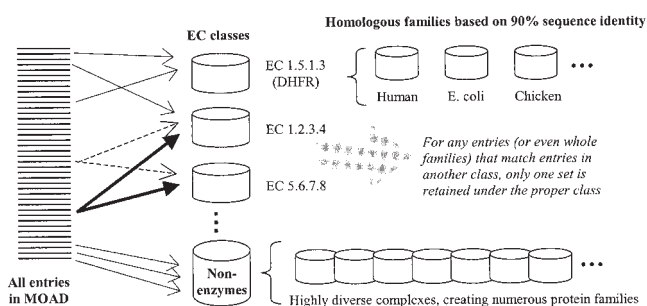 Homologous families based on 90% sequence identity
EC classes
EC 1.5.1.3
(DHFR)
Human
E. coli
Chicken
EC 1.2.3.4
For any entries (or even whole
families) that match entries in
another class, only one set is
retained under the proper class
EC 5.6.7.8
All entries
in MOAD
Non-
enzymes
Highly diverse complexes, creating numerous protein families